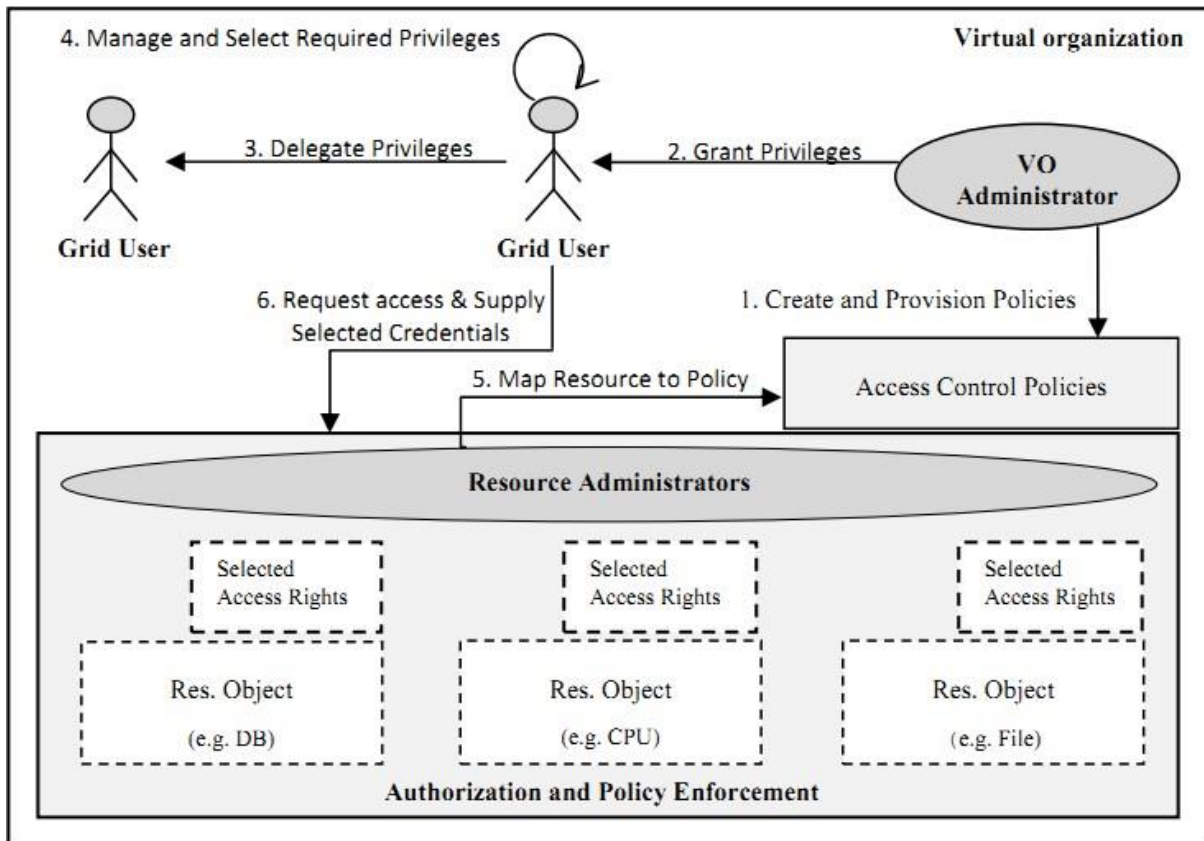 4. Manage and Select Required Privileges
Virtual organization
3. Delegate Privileges
2. Grant Privileges
VO
Administrator
Grid User
Grid User
6. Request access & Supply
Selected Credentials
1. Create and Provision Policies
5. Map Resource to Policy
Access Control Policies
Resource Administrators
Selected
Access Rights
Selected
Access Rights
Selected
Access Rights
Res. Object
(e.g. DB)
Res. Object
(e.g. CPU)
Res. Object
(e.g. File)
Authorization and Policy Enforcement